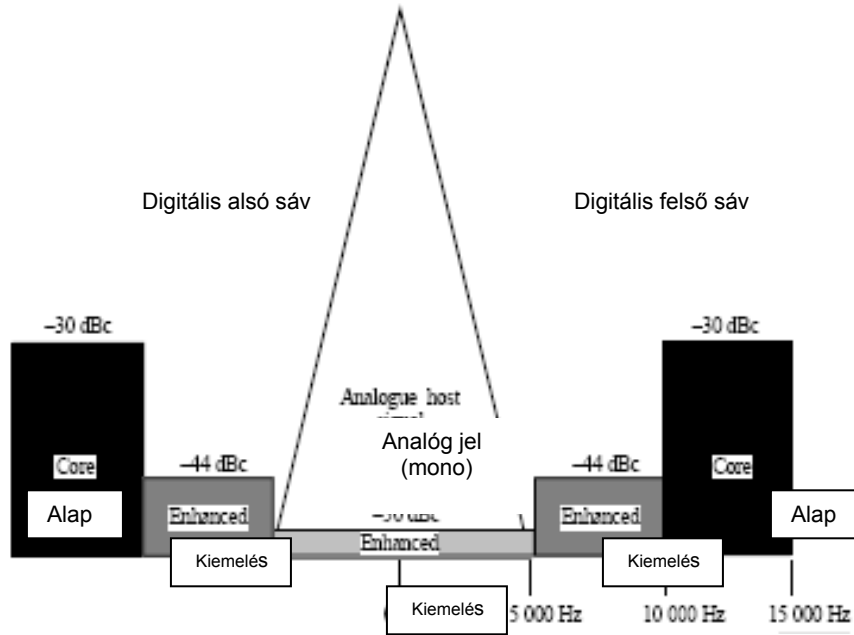 Digitális alsó sáv
Digitális felső sáv
–30 dBc
–30 dBc
Analogue host
Analóg jel
(mono)
Core
–44 dBc
–44 dBc
Core
Alap
Enhanced
Enhanced
Alap
Enhanced
Kiemelés
Kiemelés
Kiemelés
5 000 Hz
10 000 Hz
15 000 Hz